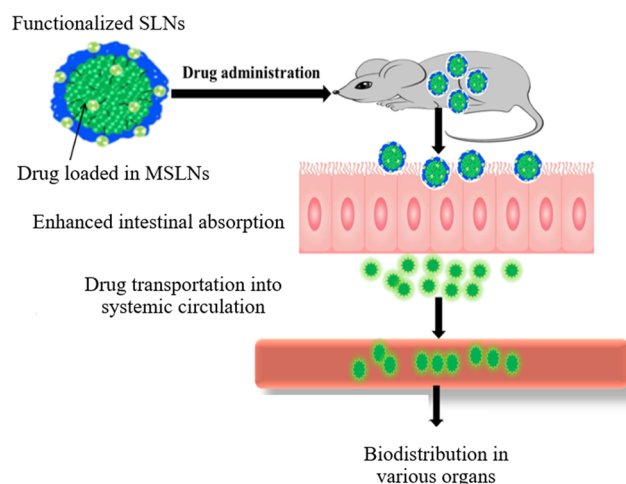 Functionalized SLNs
Drug administration
Drug loaded in MSLNs
Enhanced intestinal absorption
Drug transportation into
systemic circulation
Biodistribution in
various organs